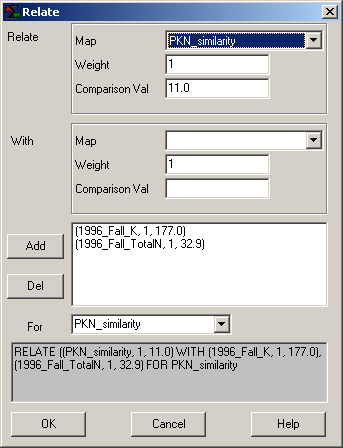 Relate
Relate
Map PKN_similarity
Weight 1
Comparison Val 11.0
With
Map
Weight 1
Comparison Val
(1996_Fall_K, 1, 177.0)
(1996_Fall_TotalN, 1, 32.9)
Add
Del
For PKN_similarity
RELATE ((PKN_similarity, 1, 11.0) WITH (1996_Fall_K, 1, 177.0),
(1996_Fall_TotalN, 1, 32.9) FOR PKN_similarity
OK Cancel Help